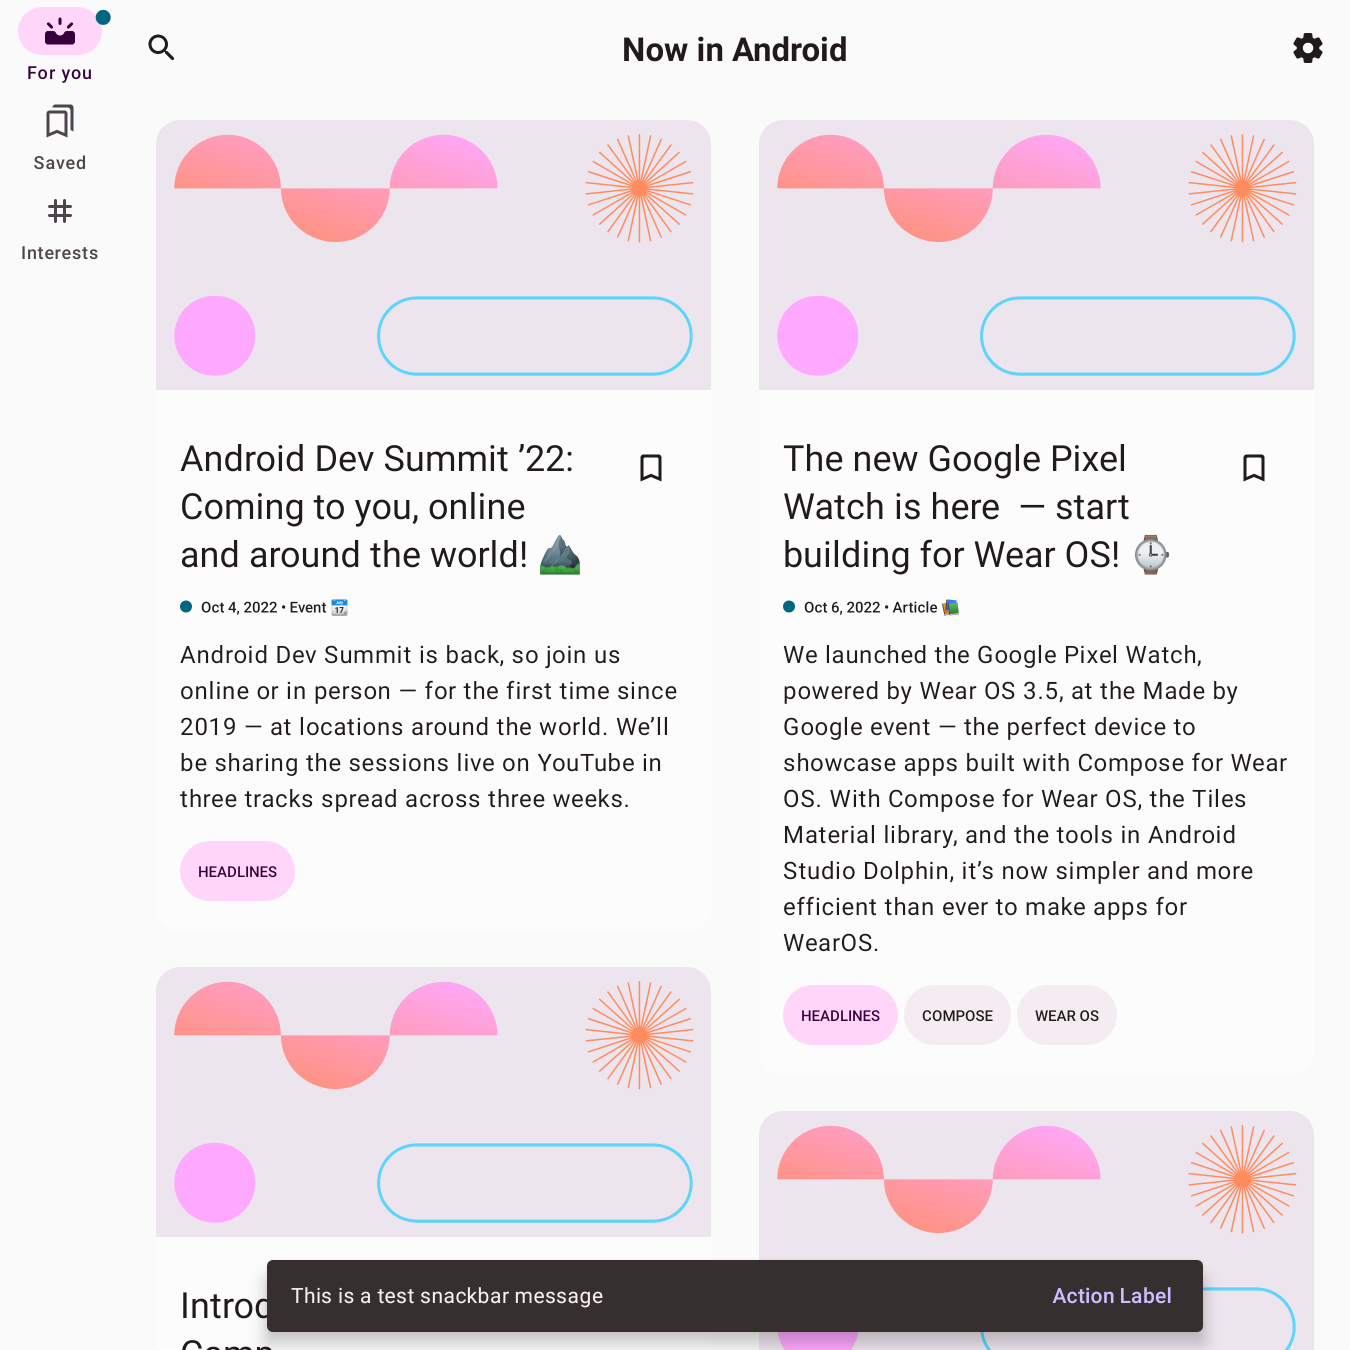 For you
Saved
Interests
Now in Android
Android Dev Summit ’22:
Coming to you, online
and around the world! ⛰️
Oct 4, 2022 • Event 📅
Android Dev Summit is back, so join us
online or in person — for the first time since
2019 — at locations around the world. We’ll
be sharing the sessions live on YouTube in
three tracks spread across three weeks.
HEADLINES
The new Google Pixel
Watch is here  — start
building for Wear OS! ⌚
Oct 6, 2022 • Article 📚
We launched the Google Pixel Watch,
powered by Wear OS 3.5, at the Made by
Google event — the perfect device to
showcase apps built with Compose for Wear
OS. With Compose for Wear OS, the Tiles
Material library, and the tools in Android
Studio Dolphin, it’s now simpler and more
efficient than ever to make apps for
WearOS.
HEADLINES COMPOSE WEAR OS
Introd
This is a test snackbar message
Action Label